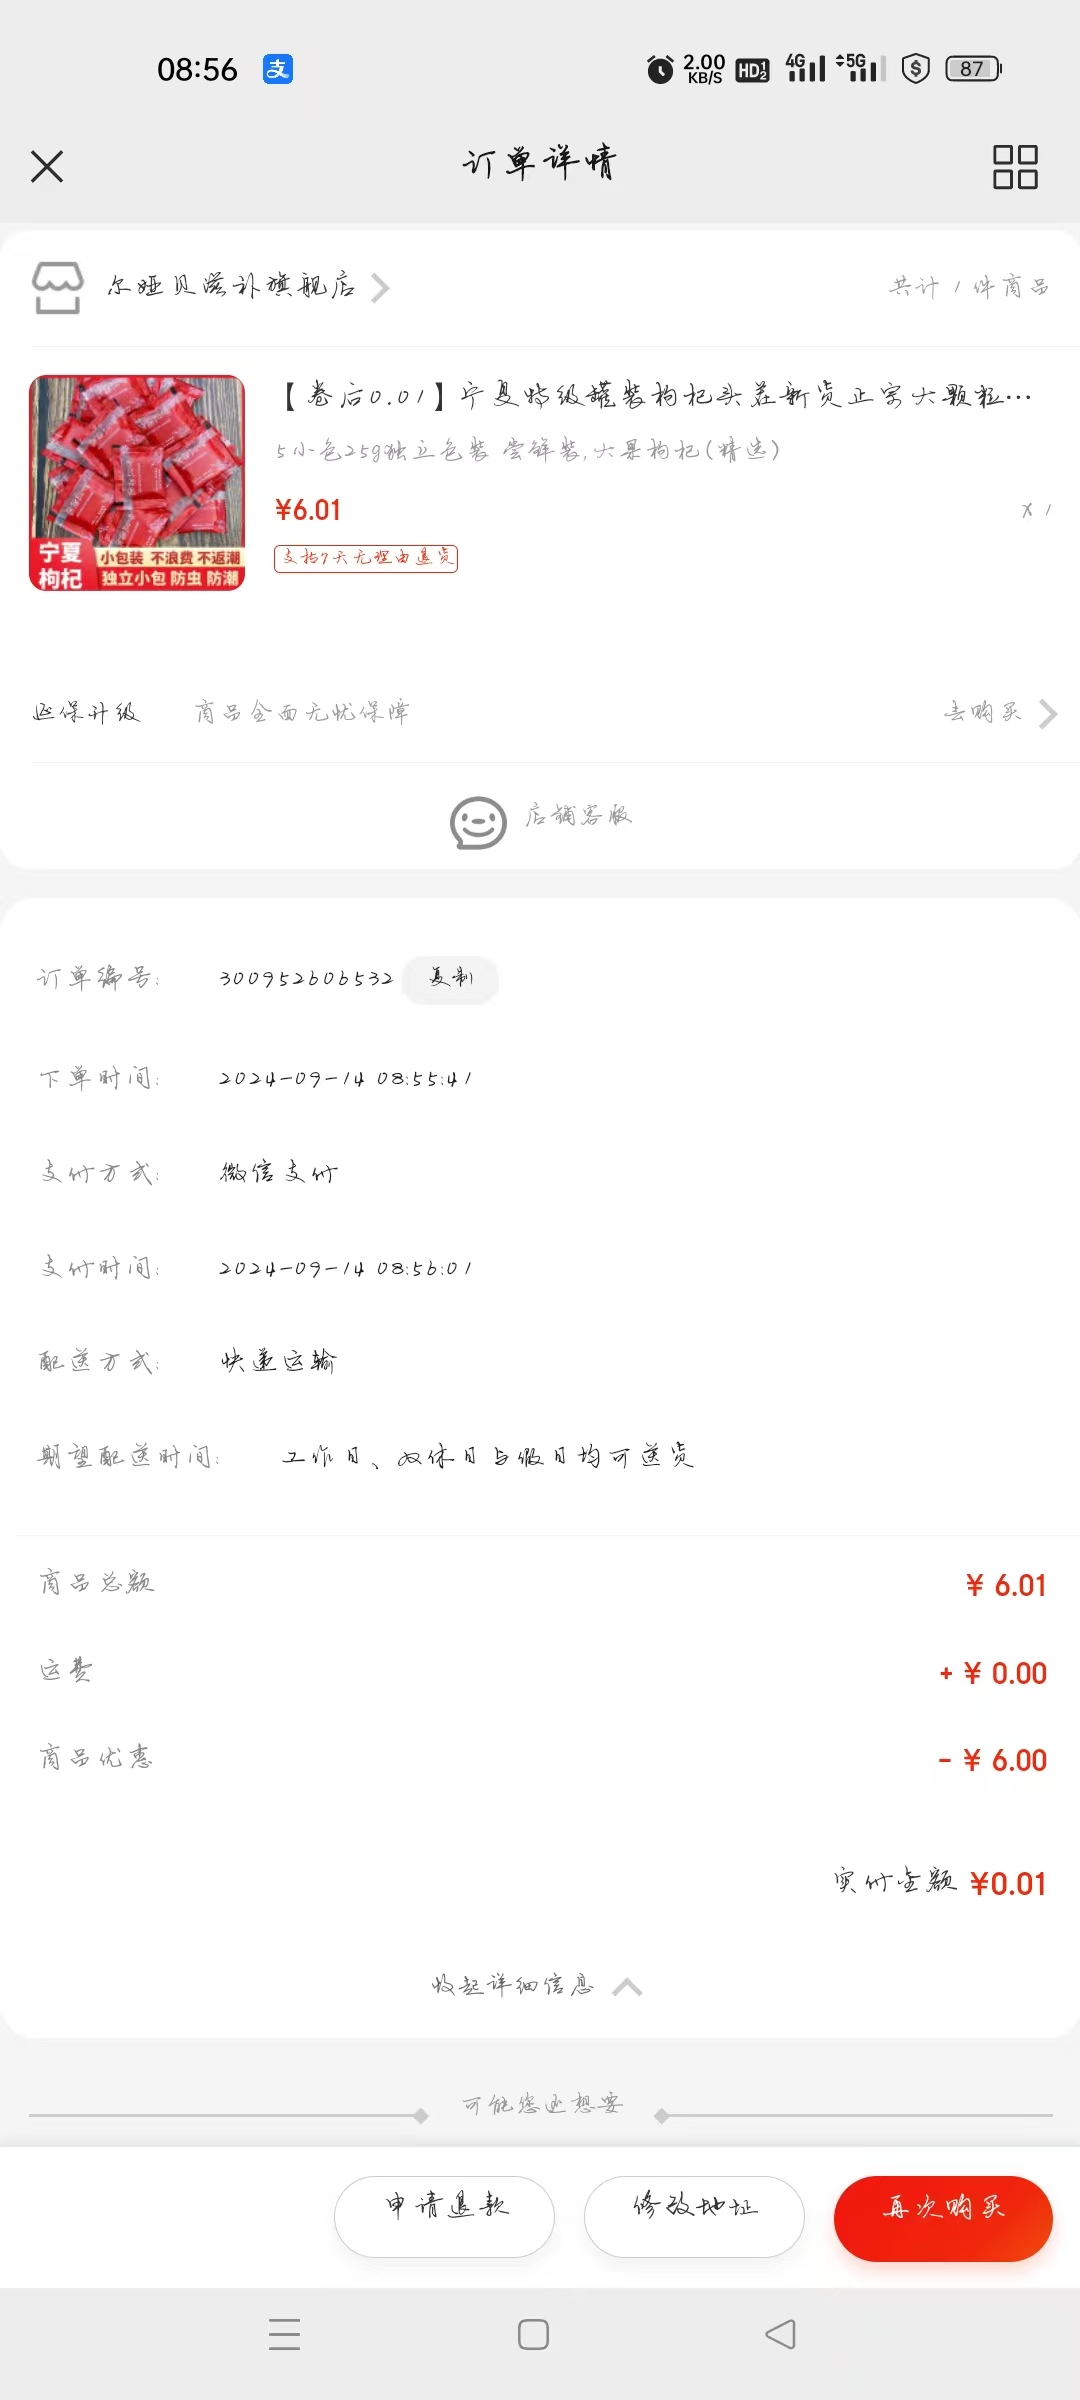 08:56 支 2.00 KB/S HD 1 2 4G 5G 87
订单详情
尔娅贝滋补旗舰店 共计 1 件商品
【卷后0.01】宁夏特级罐装枸杞头茬新货正宗大颗粒…
5小包25g独立包装 尝鲜装,大果枸杞(精选)
¥6.01 x 1
支持7天无理由退货
宁夏
枸杞
小包装 不浪费 不返潮
独立小包 防虫 防潮
延保升级 商品全面无忧保障 去购买
店铺客服
订单编号: 300952606532 复制
下单时间: 2024-09-14 08:55:41
支付方式: 微信支付
支付时间: 2024-09-14 08:56:01
配送方式: 快递运输
期望配送时间: 工作日、双休日与假日均可送货
商品总额 ¥ 6.01
运费 + ¥ 0.00
商品优惠 - ¥ 6.00
实付金额 ¥0.01
收起详细信息
可能您还想要
申请退款 修改地址 再次购买